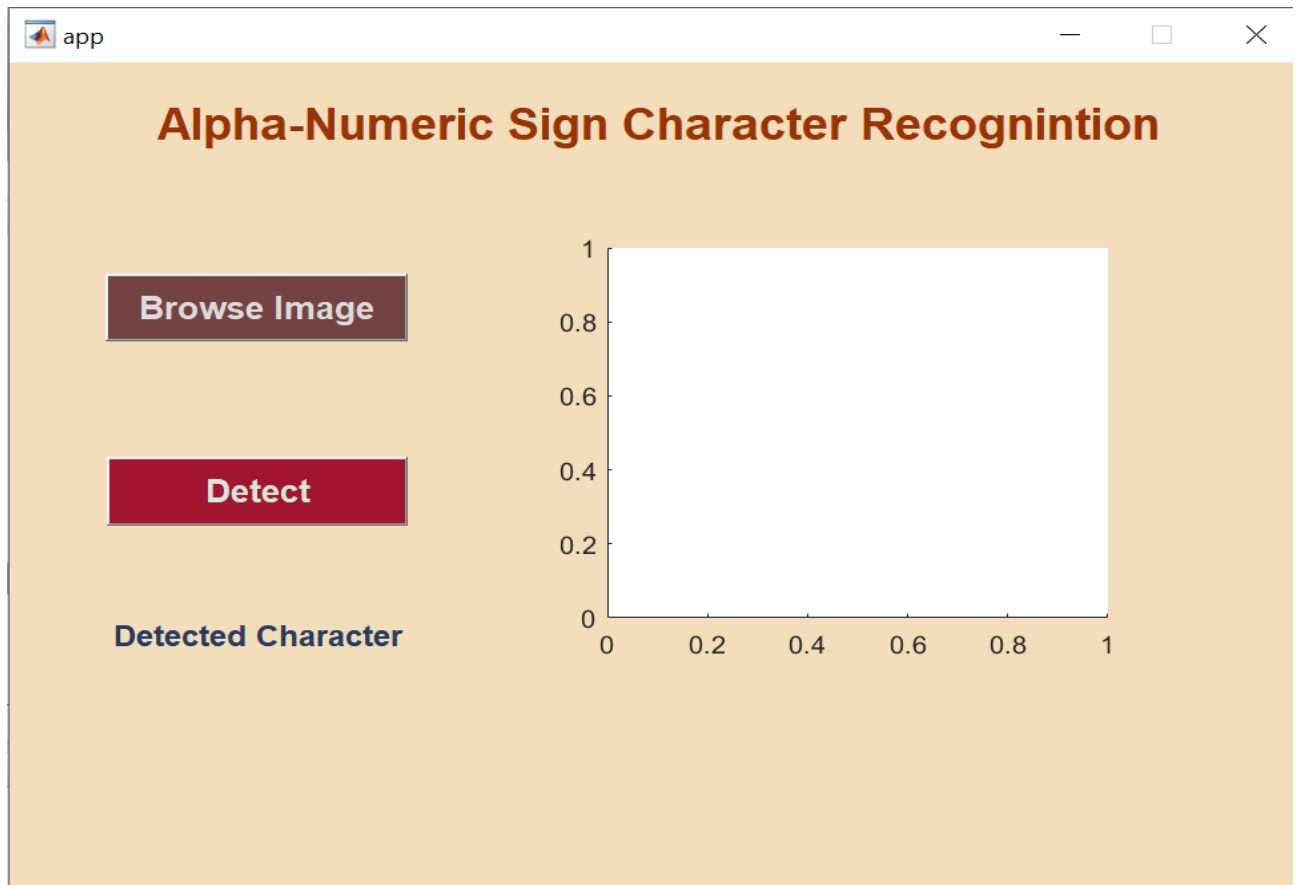 app
Alpha-Numeric Sign Character Recognintion
Browse Image
Detect
Detected Character
1
0.8
0.6
0.4
0.2
0
0 0.2 0.4 0.6 0.8 1